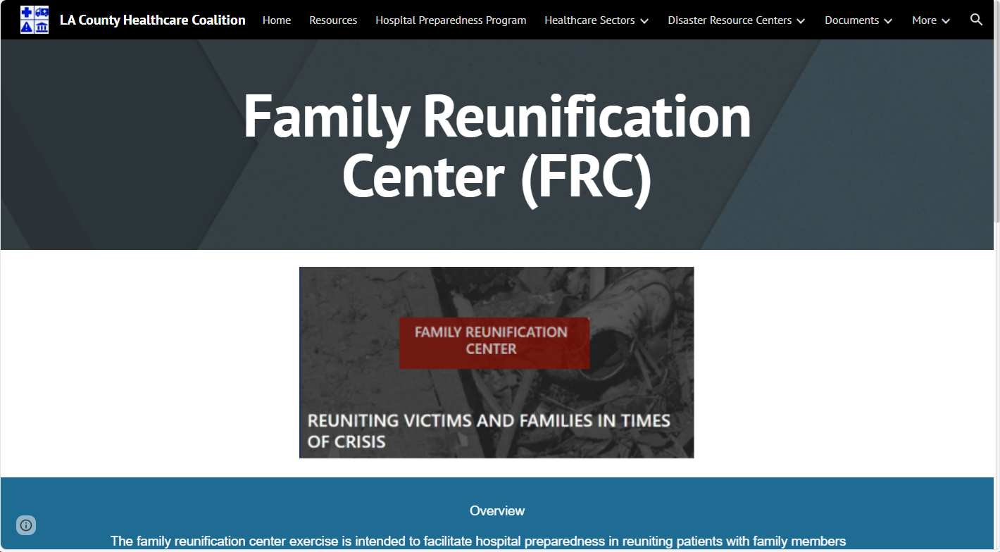 LA County Healthcare Coalition Home Resources Hospital Preparedness Program Healthcare Sectors Disaster Resource Centers Documents More
Family Reunification
Center (FRC)
FAMILY REUNIFICATION
CENTER
REUNITING VICTIMS AND FAMILIES IN TIMES
OF CRISIS
Overview
The family reunification center exercise is intended to facilitate hospital preparedness in reuniting patients with family members